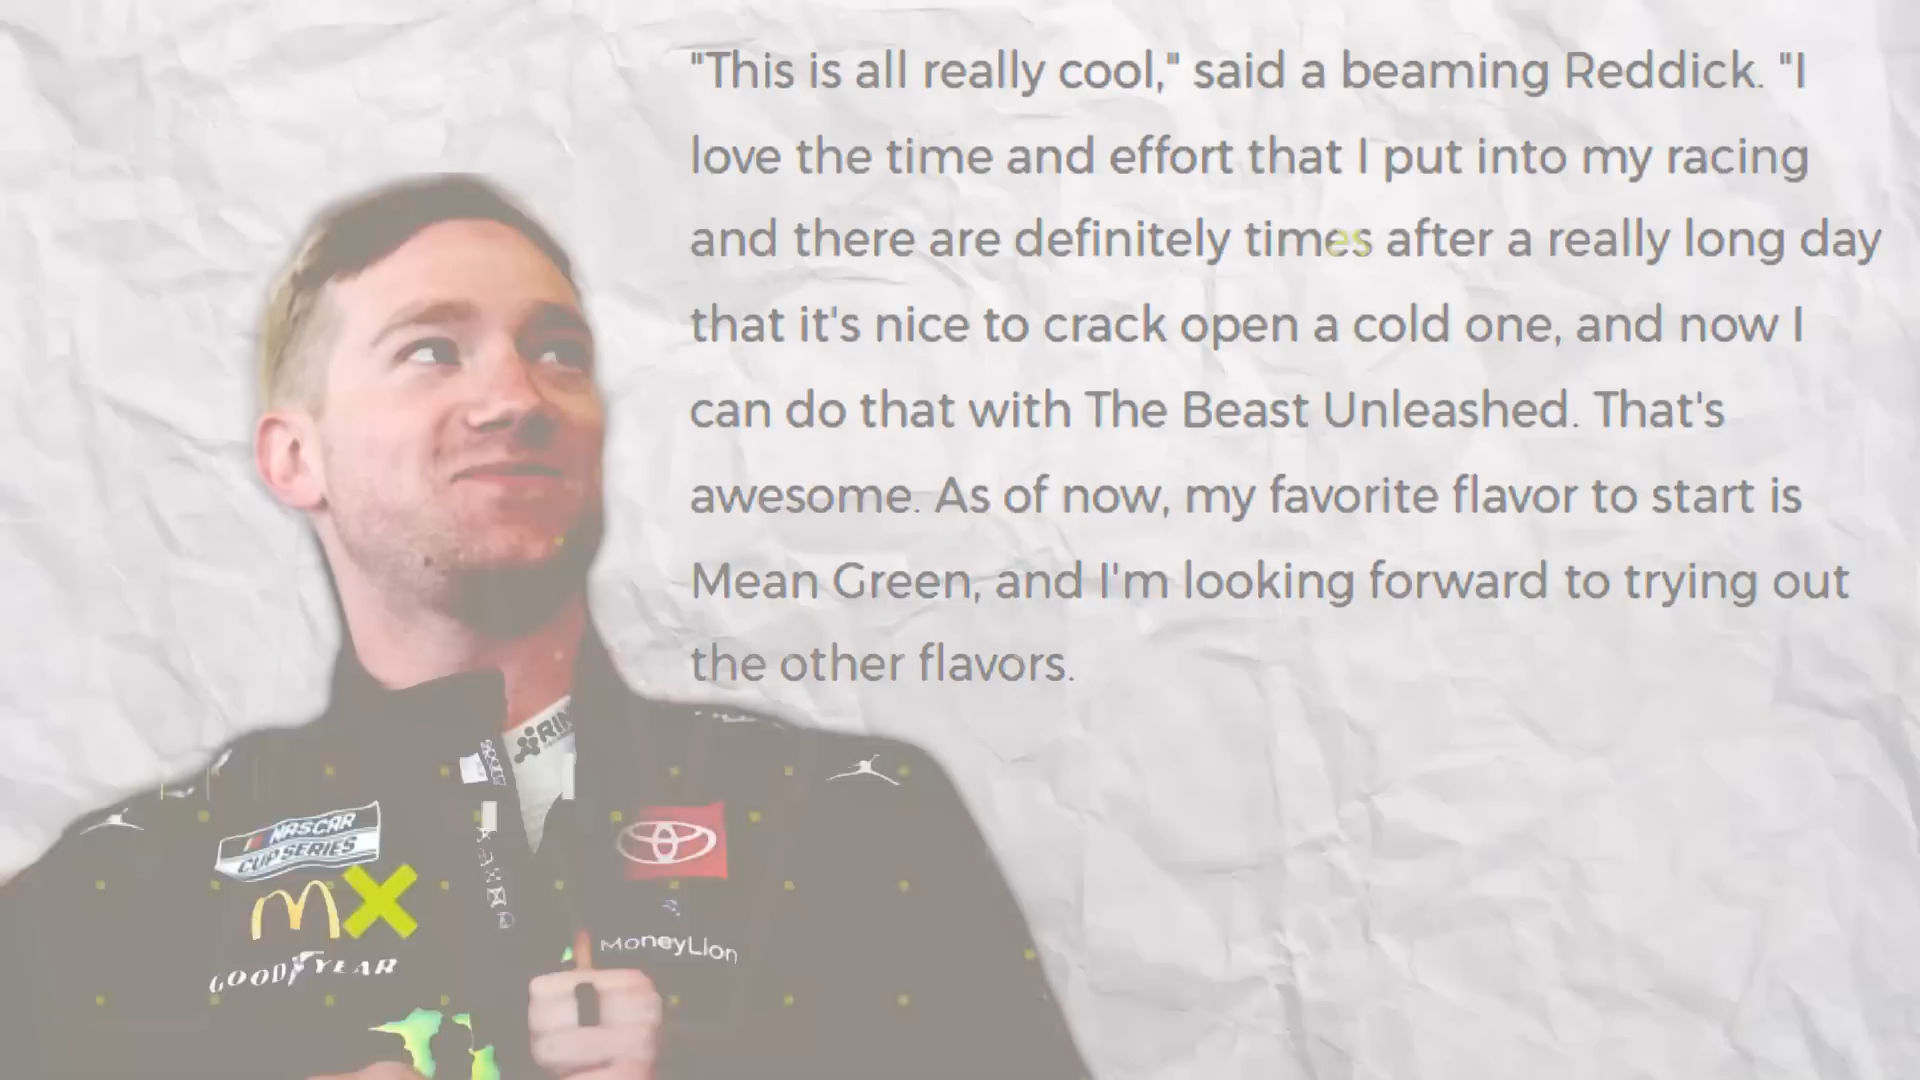 "This is all really cool," said a beaming Reddick. "I
love the time and effort that I put into my racing
and there are definitely times after a really long day
that it's nice to crack open a cold one, and now I
can do that with The Beast Unleashed. That's
awesome. As of now, my favorite flavor to start is
Mean Green, and I'm looking forward to trying out
the other flavors.
NASCAR
CUP SERIES
GOODYEAR
MoneyLion